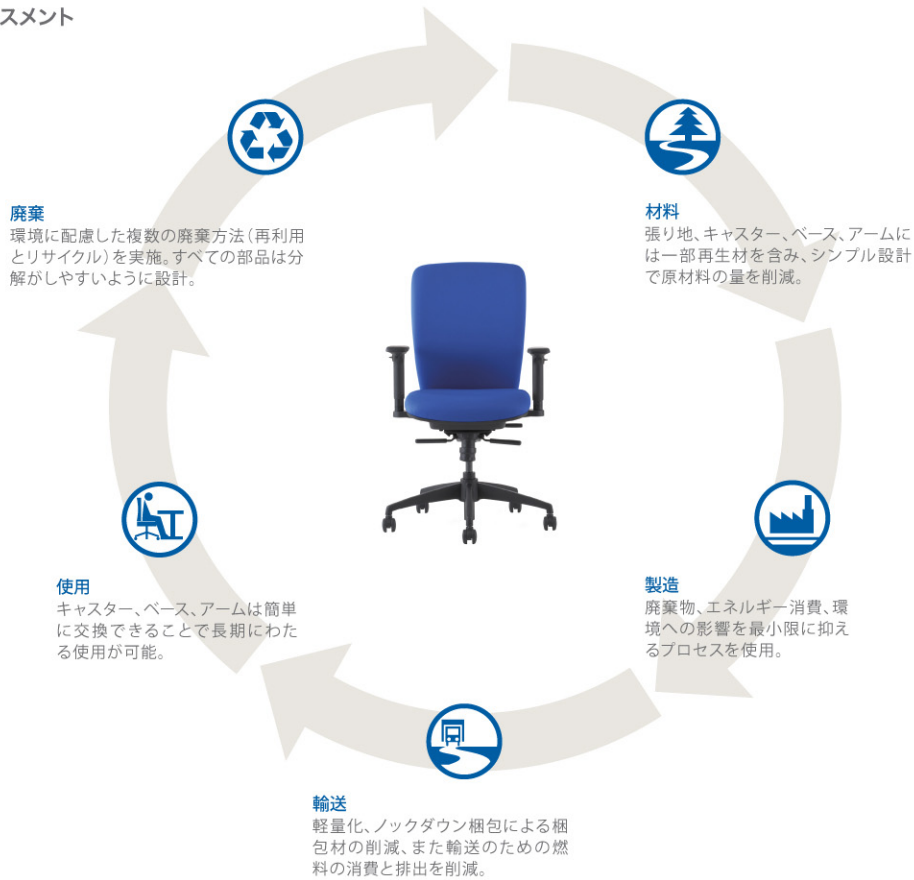 スメント
廃棄
環境に配慮した複数の廃棄方法（再利用
とリサイクル）を実施。すべての部品は分
解がしやすいように設計。
材料
張り地、キャスター、ベース、アームに
は一部再生材を含み、シンプル設計
で原材料の量を削減。
使用
キャスター、ベース、アームは簡単
に交換できることで長期にわた
る使用が可能。
製造
廃棄物、エネルギー消費、環
境への影響を最小限に抑え
るプロセスを使用。
輸送
軽量化、ノックダウン梱包による梱
包材の削減、また輸送のための燃
料の消費と排出を削減。